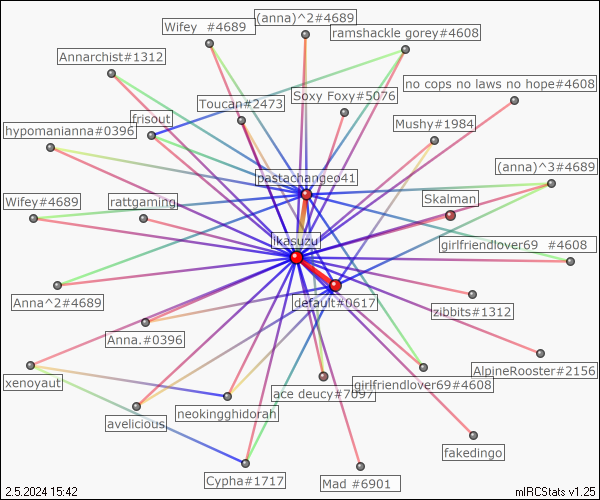 (anna)^2#4689
Wifey  #4689
ramshackle gorey#4608
Annarchist#1312
no cops no laws no hope#4608
Soxy Foxy#5076
Toucan#2473
frisout
Mushy#1984
hypomanianna#0396
(anna)^3#4689
pastachangeo41
Wifey#4689
rattgaming
Skalman
ikasuzu
girlfriendlover69  #4608
Anna^2#4689
default#0617
zibbits#1312
Anna.#0396
AlpineRooster#2156
xenoyaut
girlfriendlover69#4608
ace deucy#7097
neokingghidorah
avelicious
fakedingo
Cypha#1717
Mad #6901
2.5.2024 15:42
mIRCStats v1.25